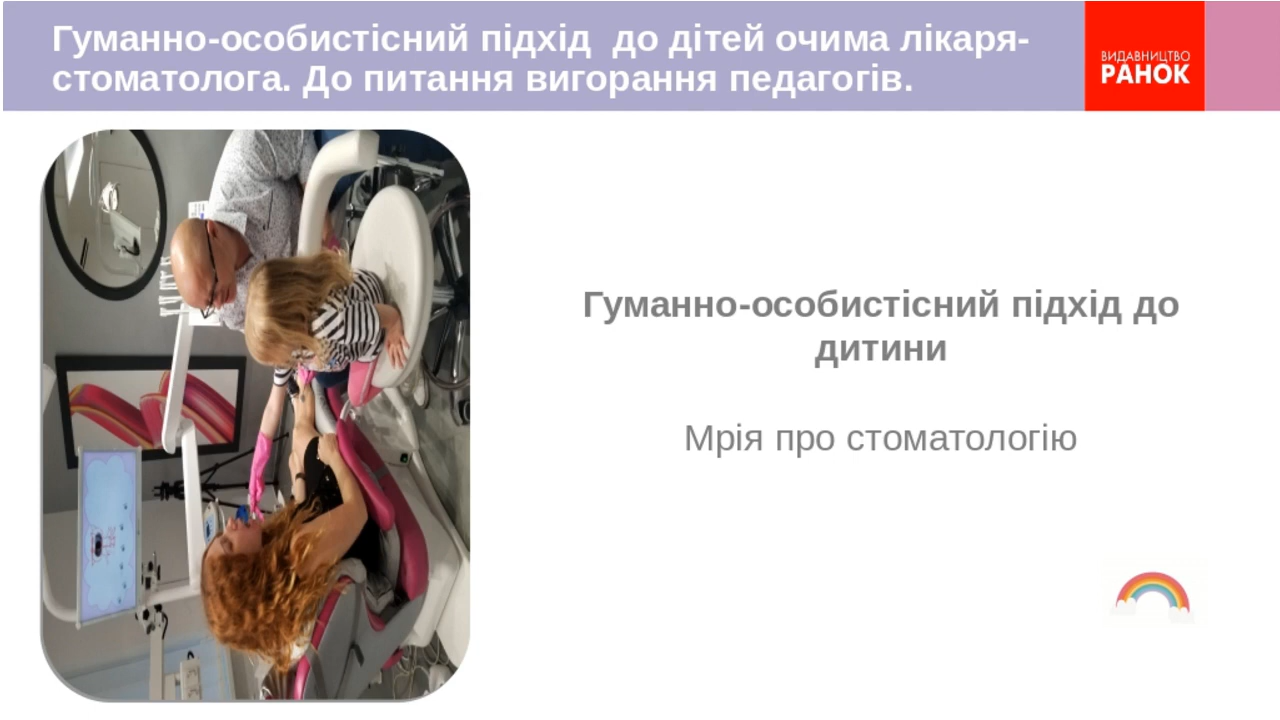 Гуманно-особистісний підхід  до дітей очима лікаря-
стоматолога. До питання вигорання педагогів.
ВИДАВНИЦТВО
РАНОК
Гуманно-особистісний підхід до
дитини
Мрія про стоматологію